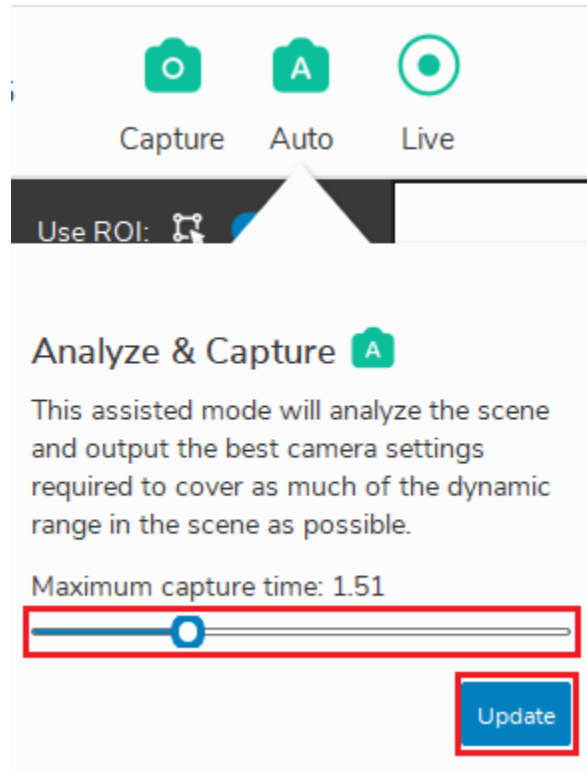 Capture Auto Live
Use ROI:
Analyze & Capture A
This assisted mode will analyze the scene
and output the best camera settings
required to cover as much of the dynamic
range in the scene as possible.
Maximum capture time: 1.51
Update